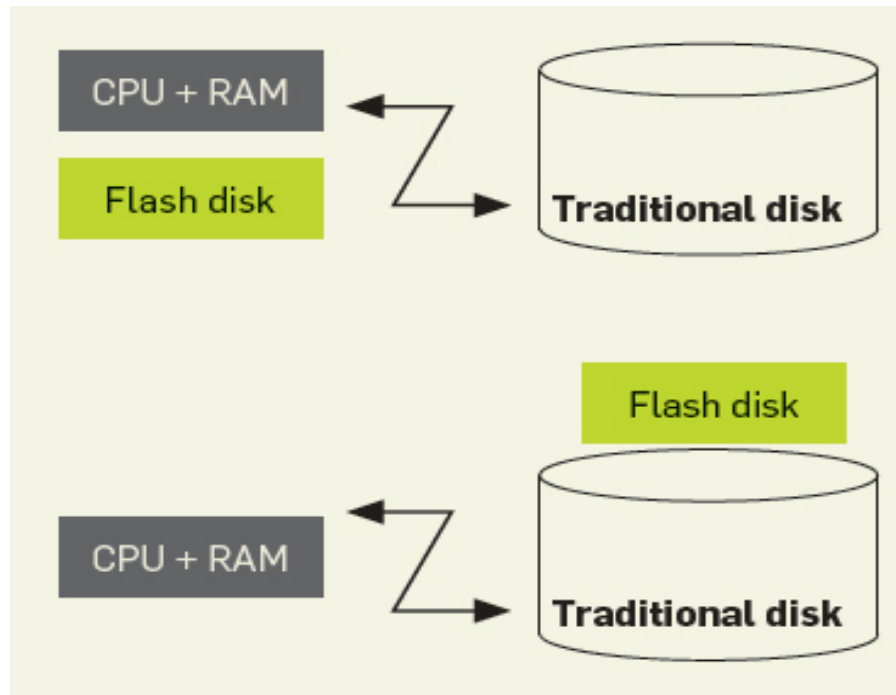 CPU + RAM
Flash disk
Traditional disk
Flash disk
CPU + RAM
Traditional disk